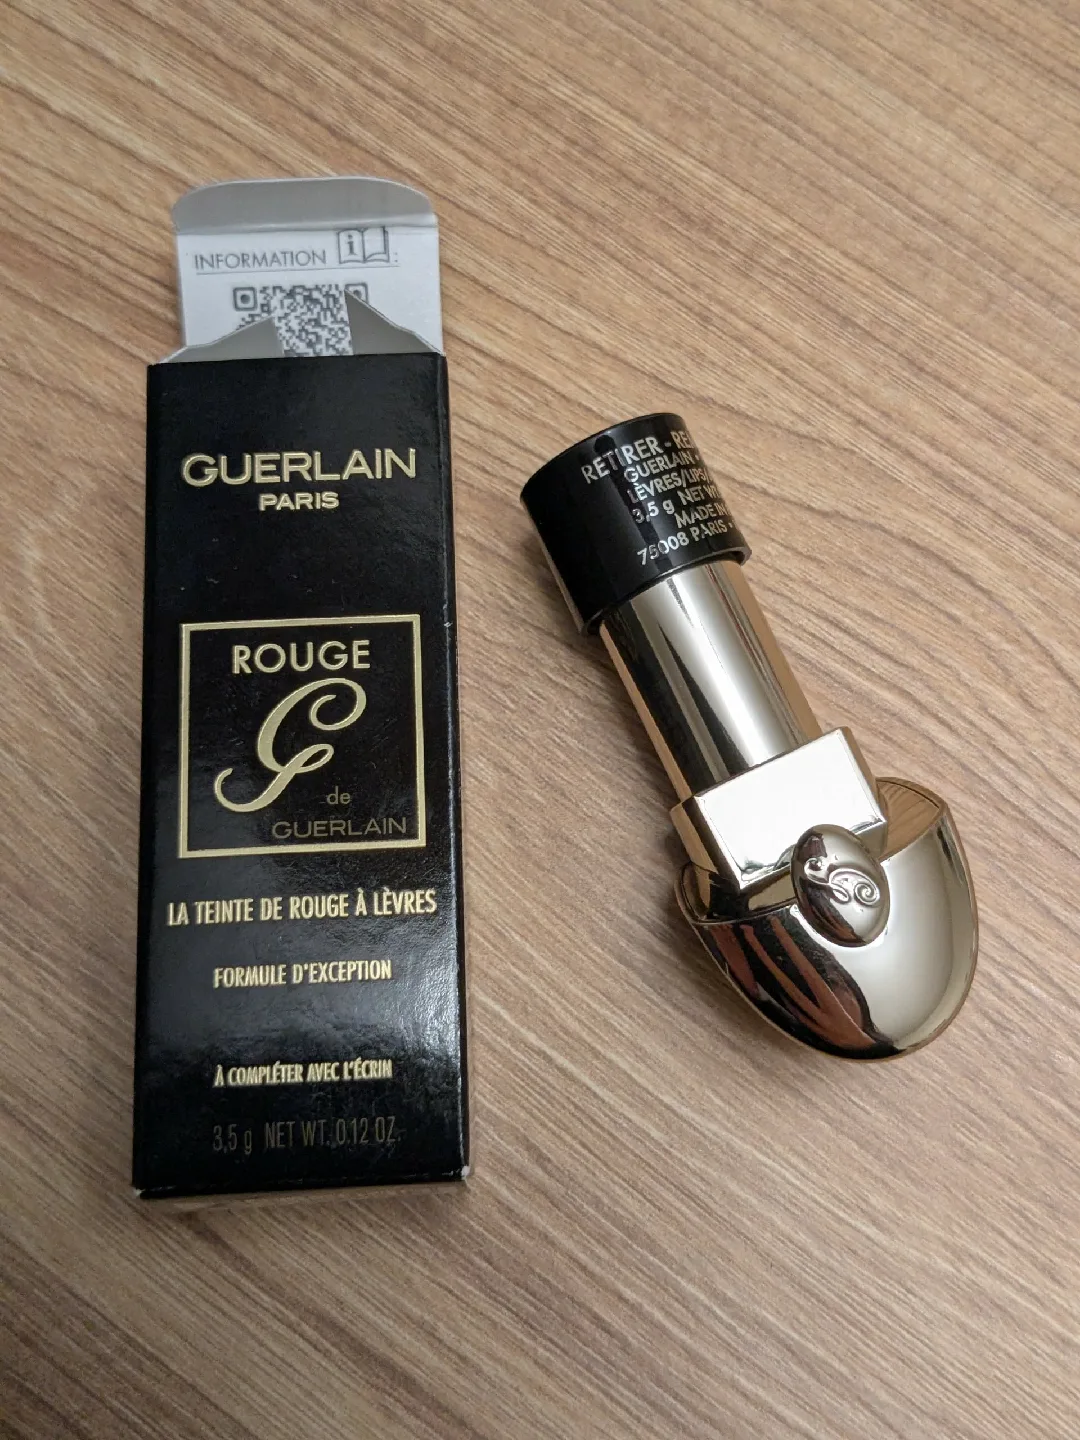 INFORMATION i :
GUERLAIN
PARIS
ROUGE
G
de
GUERLAIN
LA TEINTE DE ROUGE À LÈVRES
FORMULE D'EXCEPTION
À COMPLÉTER AVEC L'ÉCRIN
3,5 g NET WT. 0.12 OZ.
RETIRER -
GUERLAIN •
LÈVRES/LIPS/
3,5 g NET WT
MADE IN
75008 PARIS •